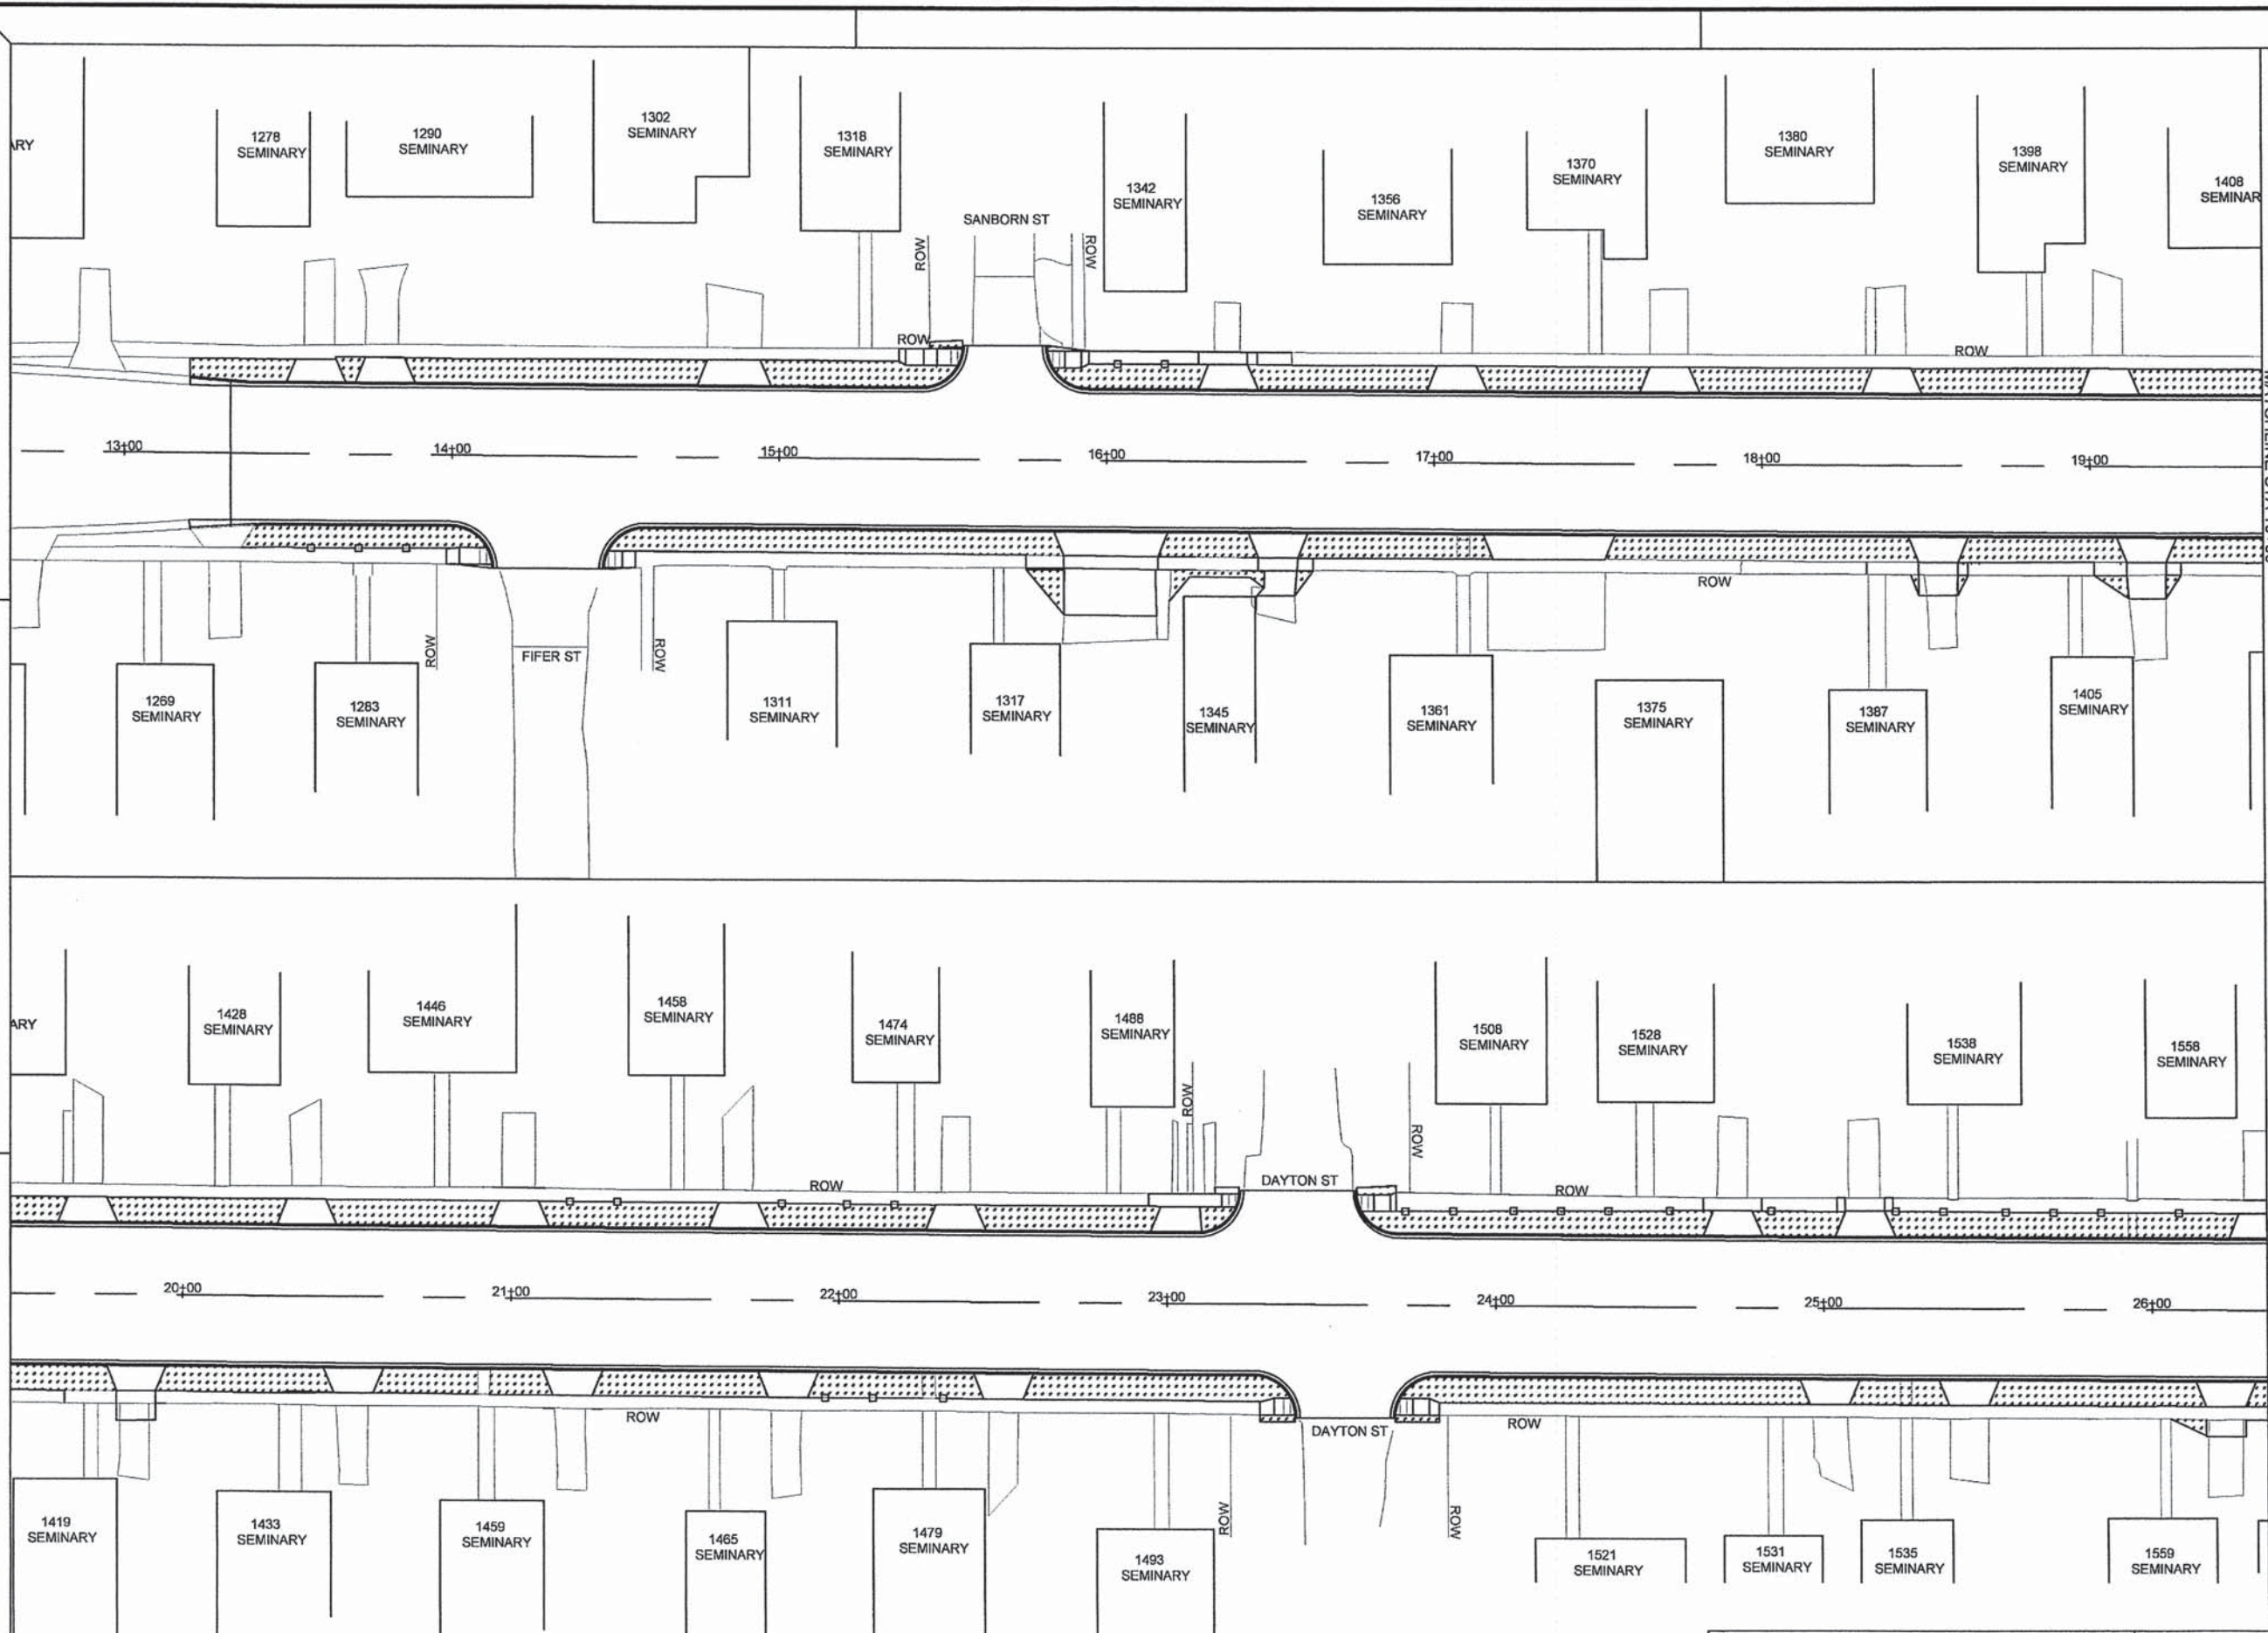 ARY
1278
SEMINARY
1290
SEMINARY
1302
SEMINARY
1318
SEMINARY
SANBORN ST
ROW
ROW
ROW
1342
SEMINARY
1356
SEMINARY
1370
SEMINARY
1380
SEMINARY
1398
SEMINARY
1408
SEMINAR
ROW
13+00
14+00
15+00
16+00
17+00
18+00
19+00
ROW
1269
SEMINARY
1283
SEMINARY
ROW
FIFER ST
ROW
1311
SEMINARY
1317
SEMINARY
1345
SEMINARY
1361
SEMINARY
1375
SEMINARY
1387
SEMINARY
1405
SEMINARY
ARY
1428
SEMINARY
1446
SEMINARY
1458
SEMINARY
1474
SEMINARY
1488
SEMINARY
1508
SEMINARY
1528
SEMINARY
1538
SEMINARY
1558
SEMINARY
ROW
ROW
ROW
DAYTON ST
ROW
20+00
21+00
22+00
23+00
24+00
25+00
26+00
ROW
DAYTON ST
ROW
ROW
ROW
1419
SEMINARY
1433
SEMINARY
1459
SEMINARY
1465
SEMINARY
1479
SEMINARY
1493
SEMINARY
1521
SEMINARY
1531
SEMINARY
1535
SEMINARY
1559
SEMINARY